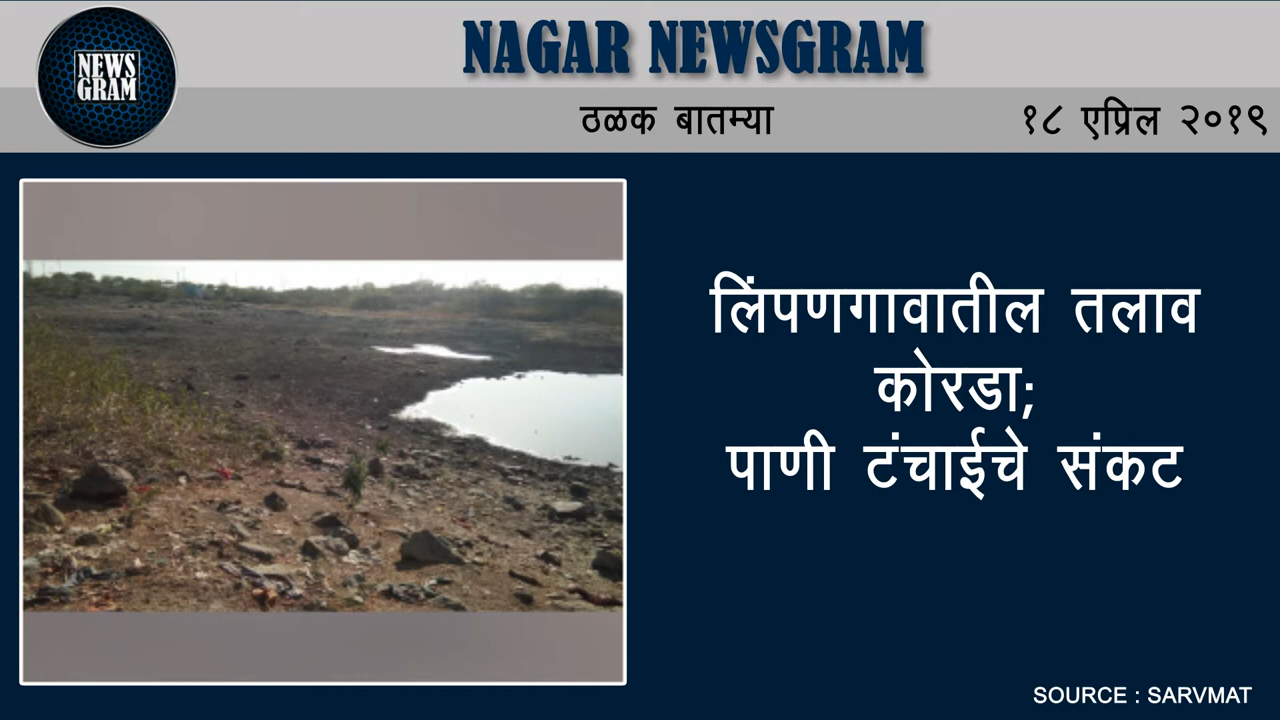 NEWS
GRAM
NAGAR NEWSGRAM
ठळक बातम्या
१८ एप्रिल २०१९
लिंपणगावातील तलाव
कोरडा;
पाणी टंचाईचे संकट
SOURCE : SARVMAT